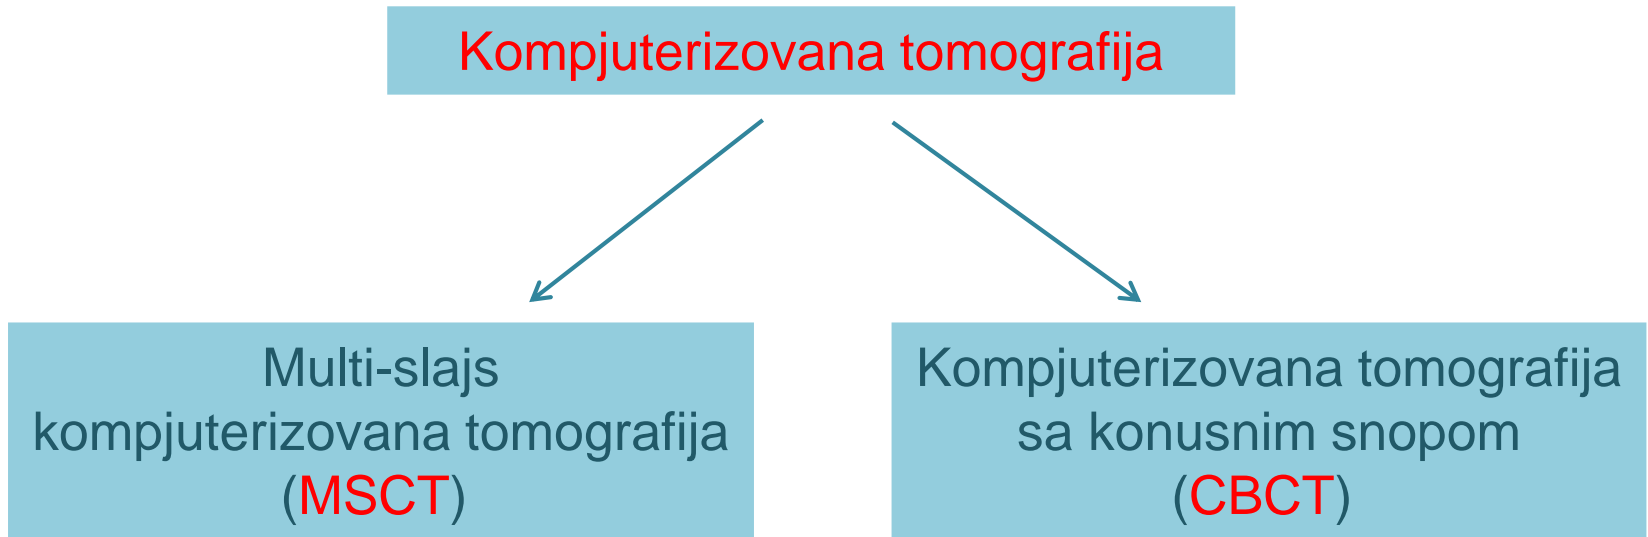 Kompjuterizovana tomografija
Multi-slajs
kompjuterizovana tomografija
(MSCT)
Kompjuterizovana tomografija
sa konusnim snopom
(CBCT)